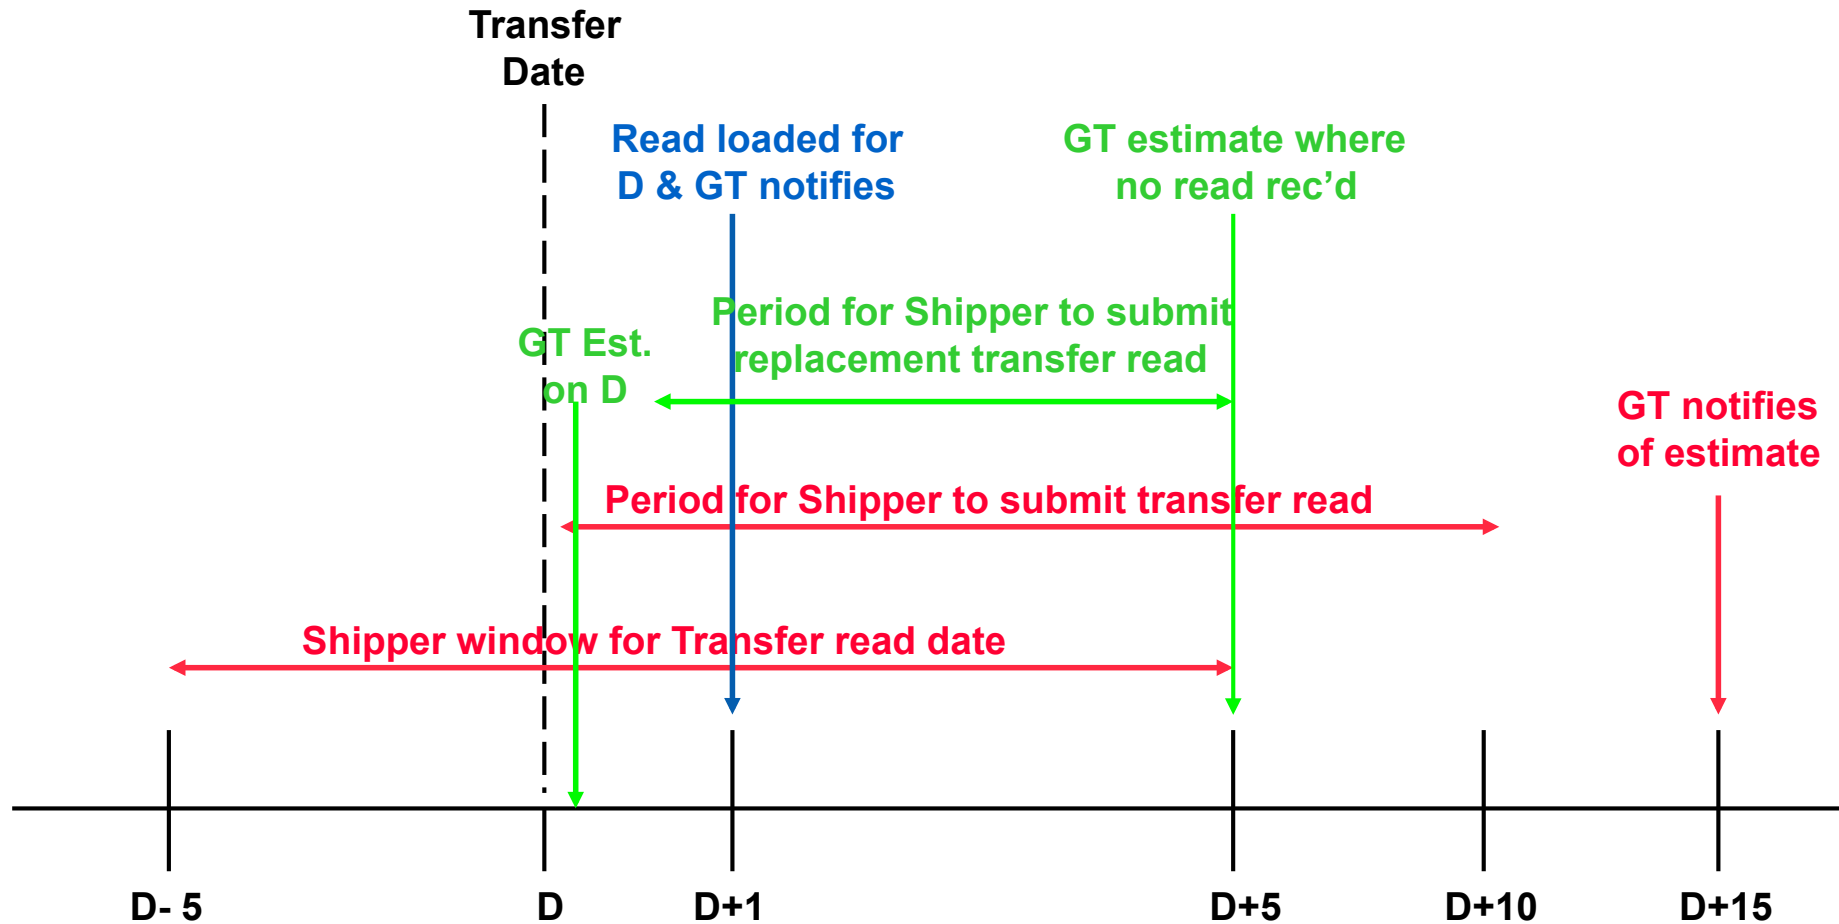 Transfer
Date
Read loaded for
D & GT notifies
GT estimate where
no read rec’d
Period for Shipper to submit
replacement transfer read
GT Est.
on D
GT notifies
of estimate
Period for Shipper to submit transfer read
Shipper window for Transfer read date
D- 5
D
D+1
D+5
D+10
D+15